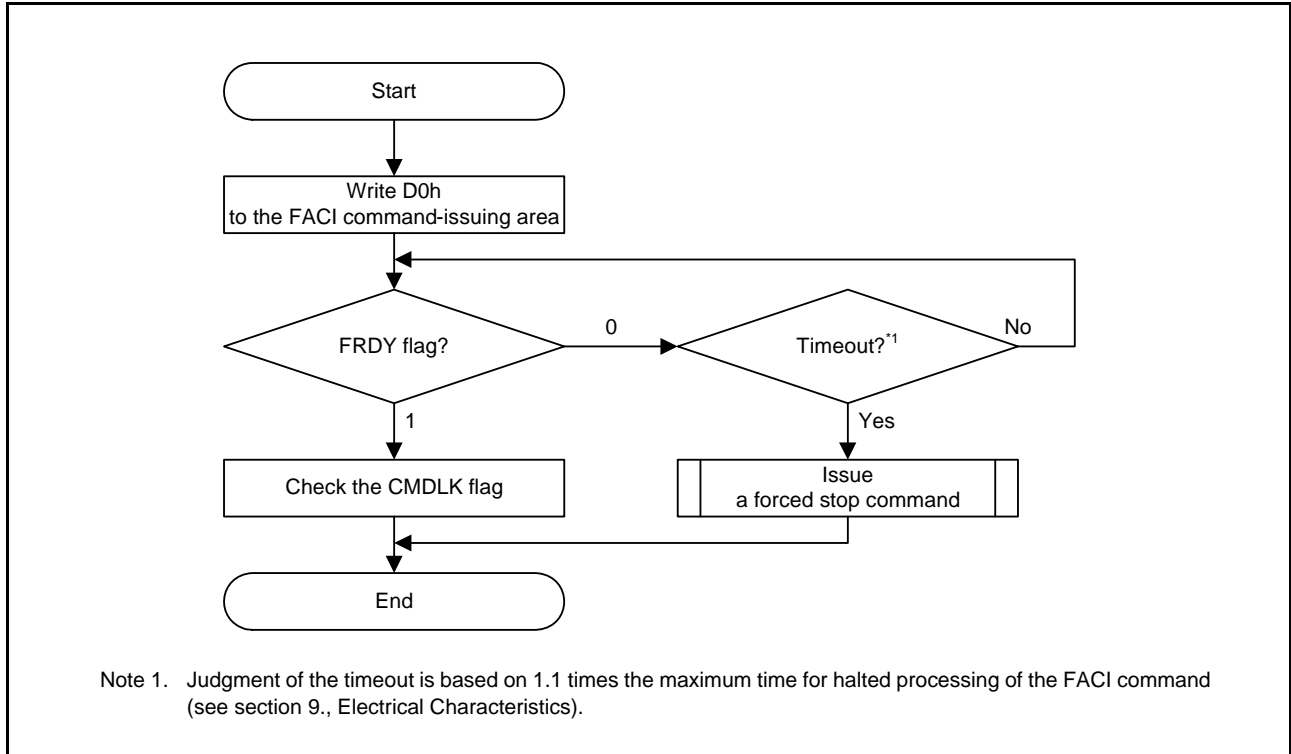 Start
Write D0h
to the FACI command-issuing area
FRDY flag?
0
Timeout?*1
No
1
Yes
Check the CMDLK flag
Issue
a forced stop command
End
Note 1. Judgment of the timeout is based on 1.1 times the maximum time for halted processing of the FACI command
(see section 9., Electrical Characteristics).